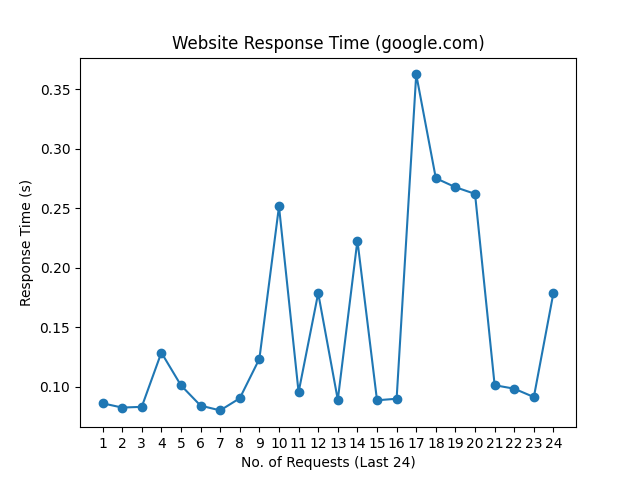 Website Response Time (google.com)
Response Time (s)
0.35
0.30
0.25
0.20
0.15
0.10
1 2 3 4 5 6 7 8 9 10 11 12 13 14 15 16 17 18 19 20 21 22 23 24
No. of Requests (Last 24)